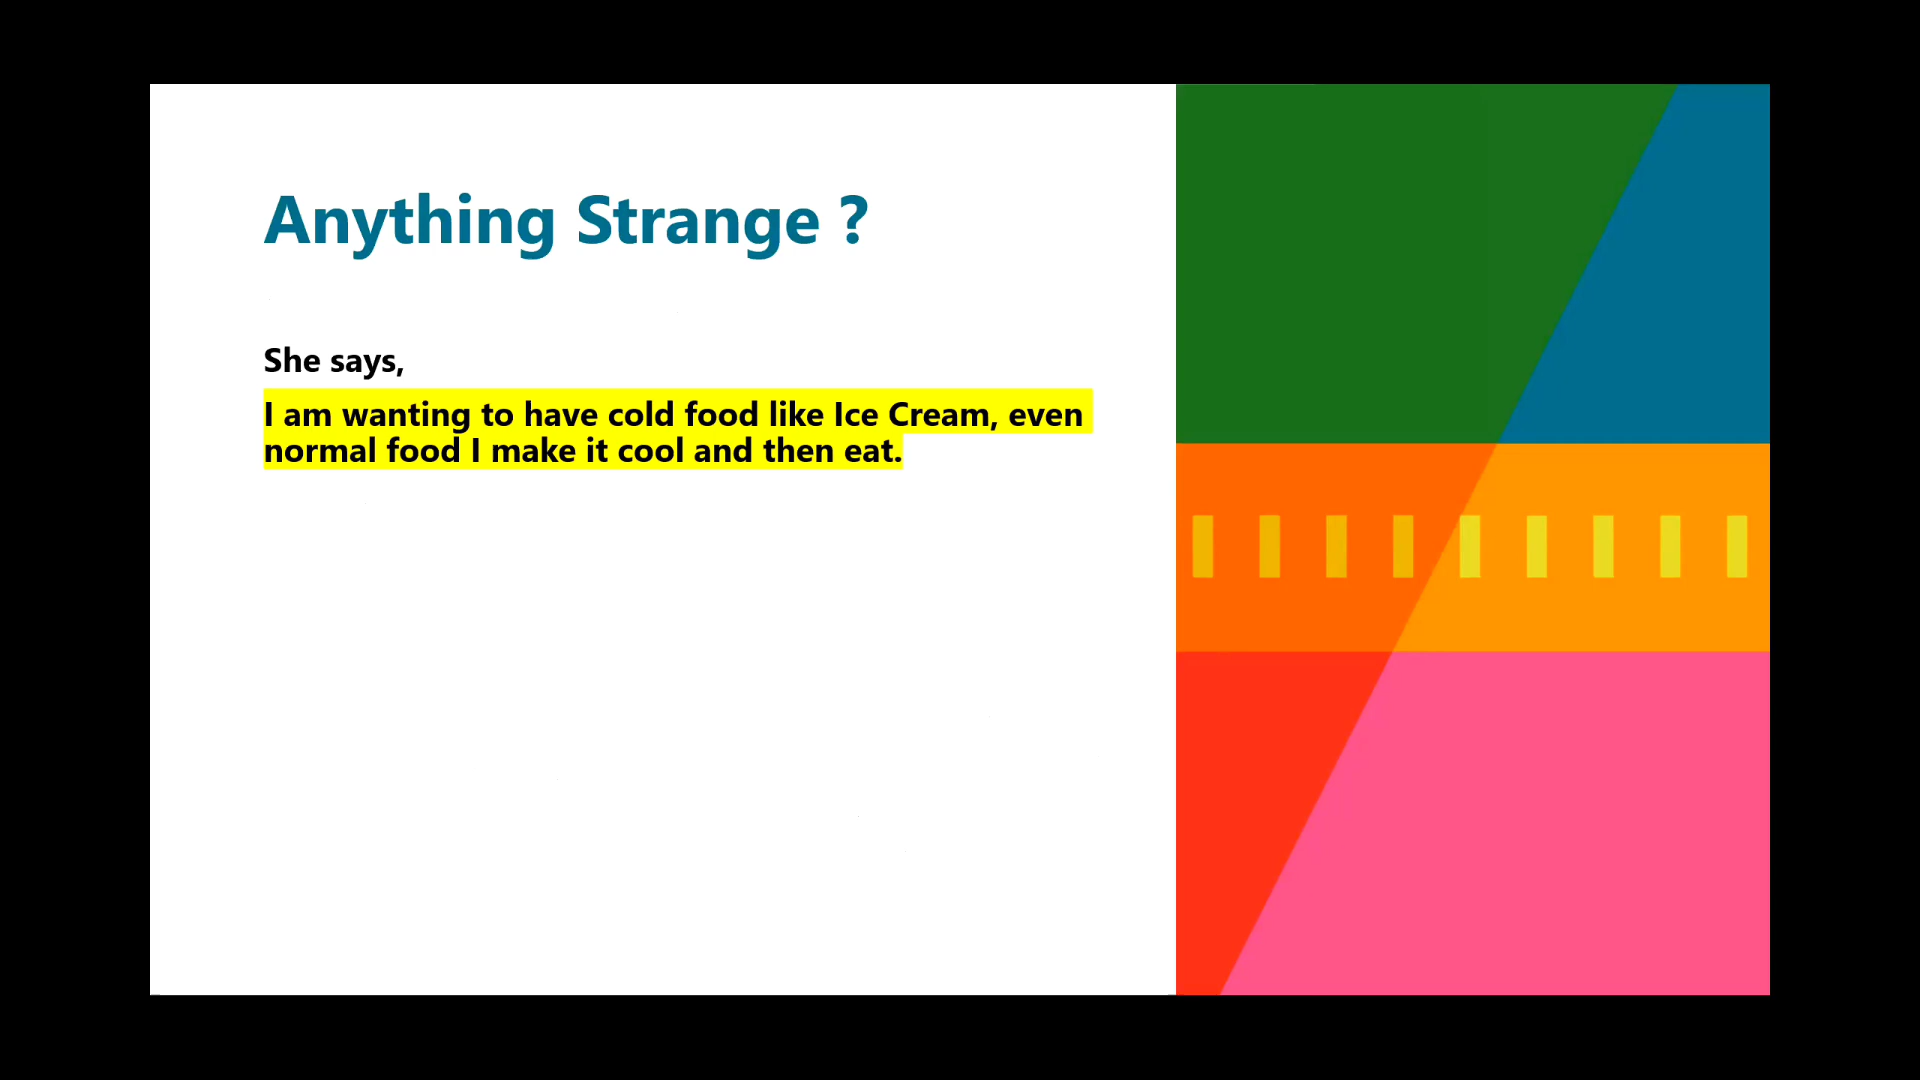 Anything Strange ?
She says,
I am wanting to have cold food like Ice Cream, even
normal food I make it cool and then eat.